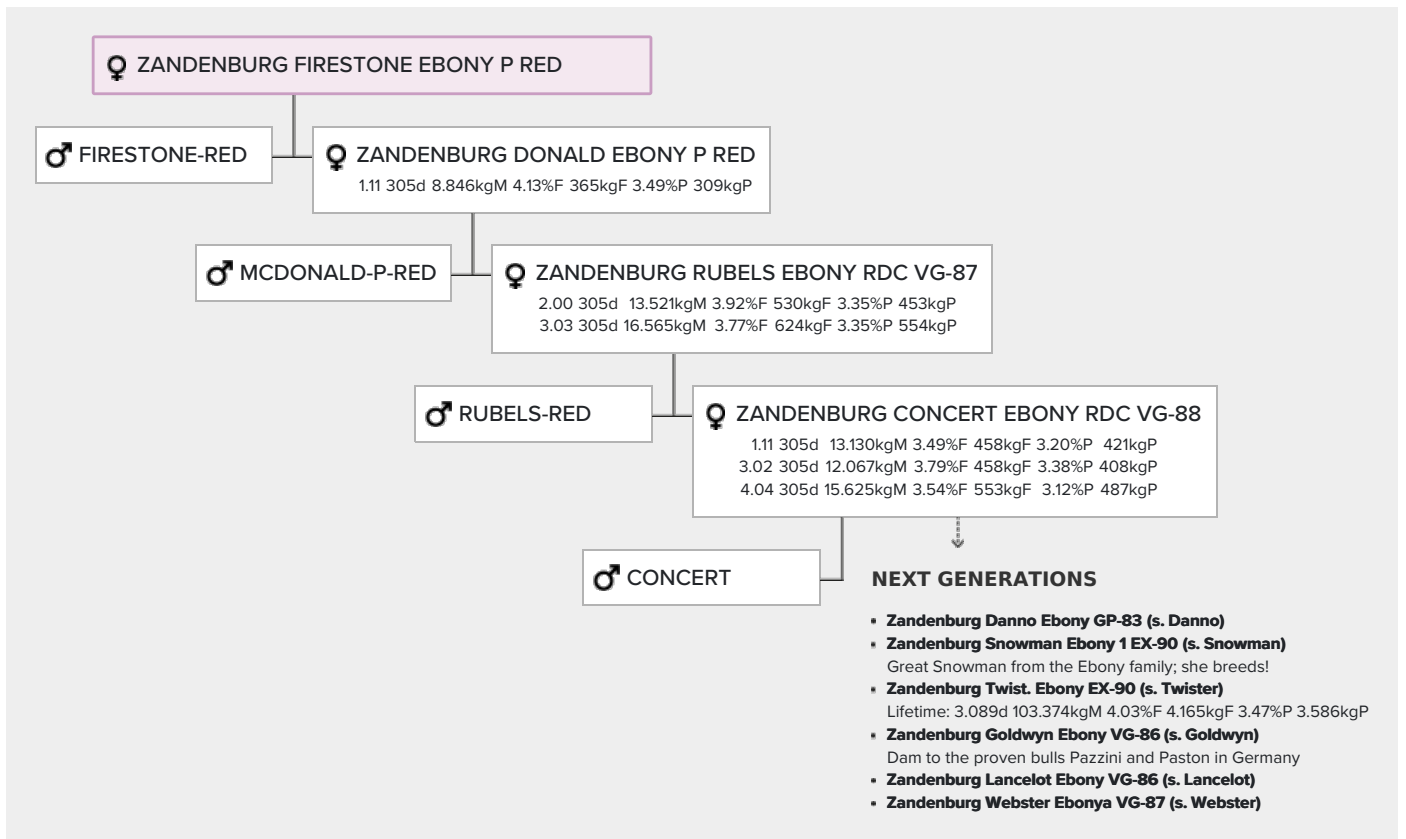 ZANDENBURG FIRESTONE EBONY P RED
FIRESTONE-RED
ZANDENBURG DONALD EBONY P RED
1.11 305d 8.846kgM 4.13%F 365kgF 3.49%P 309kgP
MCDONALD-P-RED
ZANDENBURG RUBELS EBONY RDC VG-87
2.00 305d 13.521kgM 3.92%F 530kgF 3.35%P 453kgP
3.03 305d 16.565kgM 3.77%F 624kgF 3.35%P 554kgP
RUBELS-RED
ZANDENBURG CONCERT EBONY RDC VG-88
1.11 305d 13.130kgM 3.49%F 458kgF 3.20%P 421kgP
3.02 305d 12.067kgM 3.79%F 458kgF 3.38%P 408kgP
4.04 305d 15.625kgM 3.54%F 553kgF 3.12%P 487kgP
CONCERT
NEXT GENERATIONS
• Zandenburg Danno Ebony GP-83 (s. Danno)
• Zandenburg Snowman Ebony 1 EX-90 (s. Snowman)
Great Snowman from the Ebony family; she breeds!
• Zandenburg Twist. Ebony EX-90 (s. Twister)
Lifetime: 3.089d 103.374kgM 4.03%F 4.165kgF 3.47%P 3.586kgP
• Zandenburg Goldwyn Ebony VG-86 (s. Goldwyn)
Dam to the proven bulls Pazzini and Paston in Germany
• Zandenburg Lancelot Ebony VG-86 (s. Lancelot)
• Zandenburg Webster Ebonya VG-87 (s. Webster)